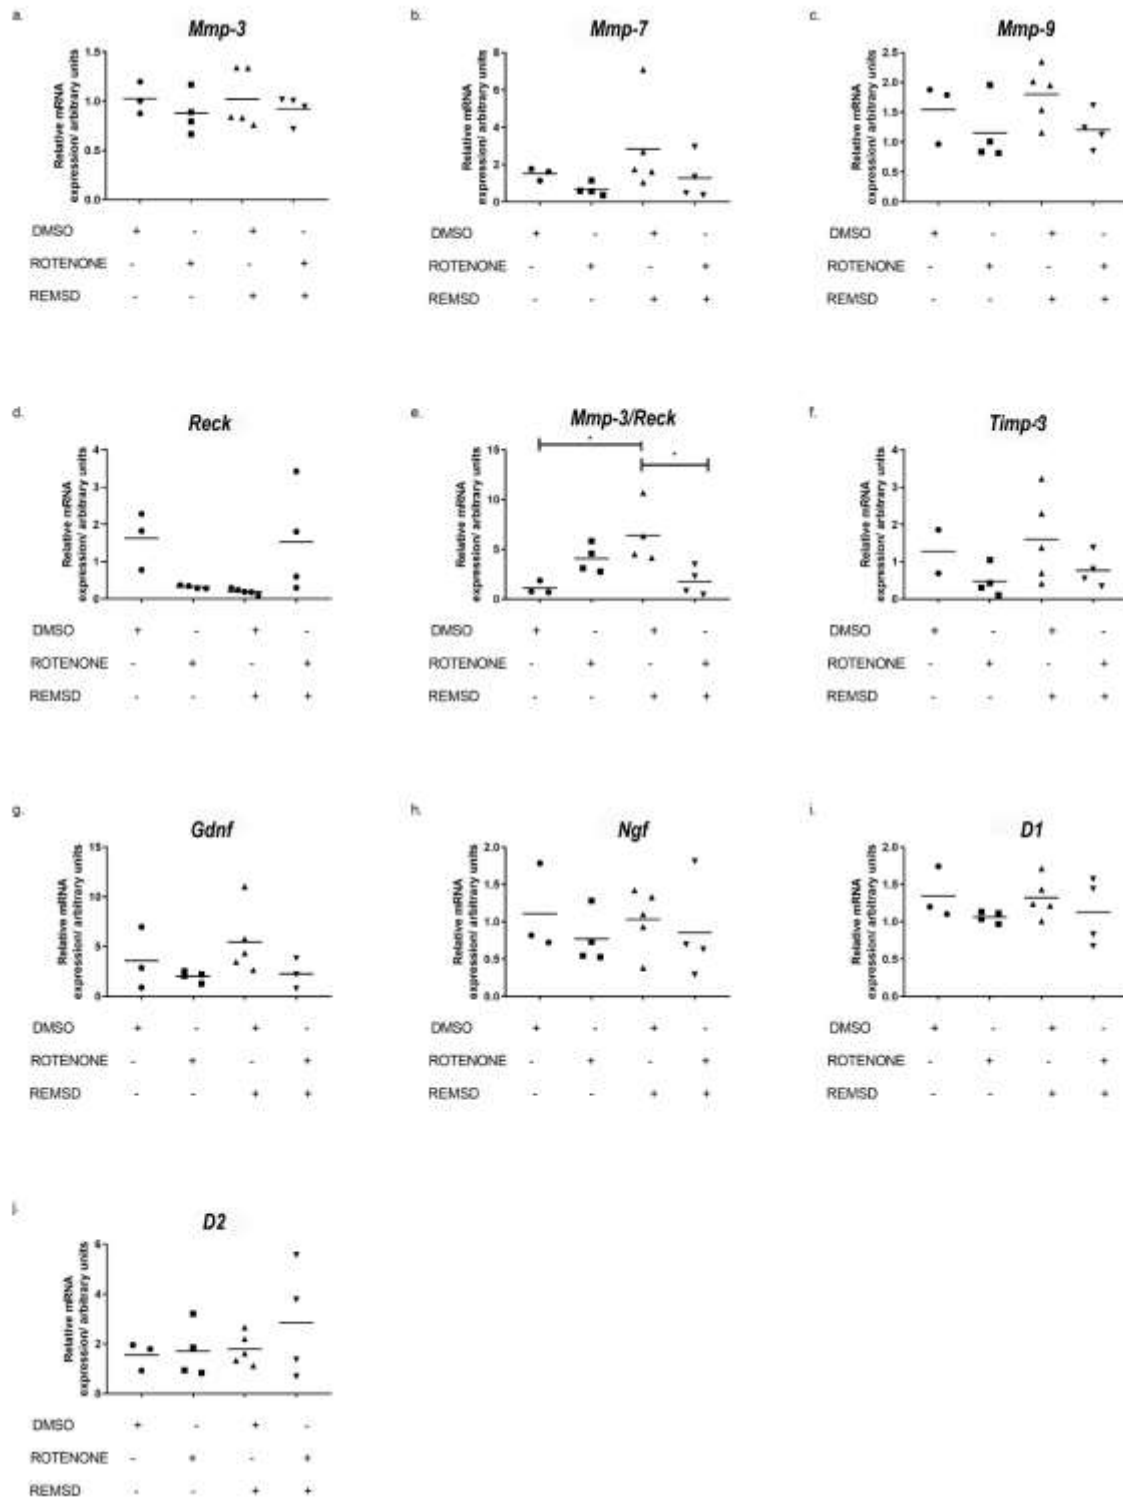 a.
b.
c.
Mmp-3
Mmp-7
Mmp-9
Relative mRNA
expression/ arbitrary units
1.5
1.0
0.5
0.0
Relative mRNA
expression/ arbitrary units
8
6
4
2
0
Relative mRNA
expression/ arbitrary units
2.5
2.0
1.5
1.0
0.5
0.0
DMSO + - + -
ROTENONE - + - +
REMSD - - + +
DMSO + - + -
ROTENONE - + - +
REMSD - - + +
DMSO + - + -
ROTENONE - + - +
REMSD - - + +
d.
e.
f.
Reck
Mmp-3/Reck
Timp-3
Relative mRNA
expression/ arbitrary units
4
3
2
1
0
Relative mRNA
expression/ arbitrary units
15
10
5
0
*
*
Relative mRNA
expression/ arbitrary units
4
3
2
1
0
DMSO + - + -
ROTENONE - + - +
REMSD - - + +
DMSO + - + -
ROTENONE - + - +
REMSD - - + +
DMSO + - + -
ROTENONE - + - +
REMSD - - + +
g.
h.
i.
Gdnf
Ngf
D1
Relative mRNA
expression/ arbitrary units
15
10
5
0
Relative mRNA
expression/ arbitrary units
2.0
1.5
1.0
0.5
0.0
Relative mRNA
expression/ arbitrary units
2.0
1.5
1.0
0.5
0.0
DMSO + - + -
ROTENONE - + - +
REMSD - - + +
DMSO + - + -
ROTENONE - + - +
REMSD - - + +
DMSO + - + -
ROTENONE - + - +
REMSD - - + +
j.
D2
Relative mRNA
expression/ arbitrary units
6
4
2
0
DMSO + - + -
ROTENONE - + - +
REMSD - - + +